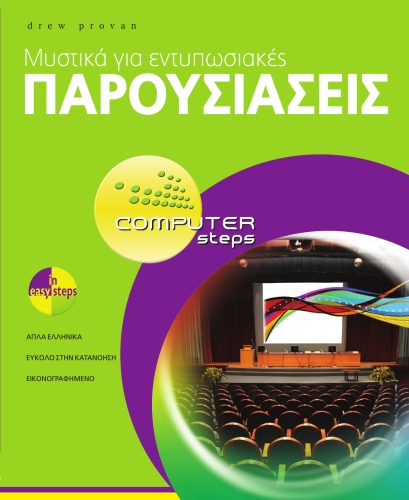 drew provan
Μυστικά για εντυπωσιακές
ΠΑΡΟΥΣΙΑΣΕΙΣ
COMPUTER
steps
in
easy steps
ΑΠΛΑ ΕΛΛΗΝΙΚΑ
ΕΥΚΟΛΟ ΣΤΗΝ ΚΑΤΑΝΟΗΣΗ
ΕΙΚΟΝΟΓΡΑΦΗΜΕΝΟ